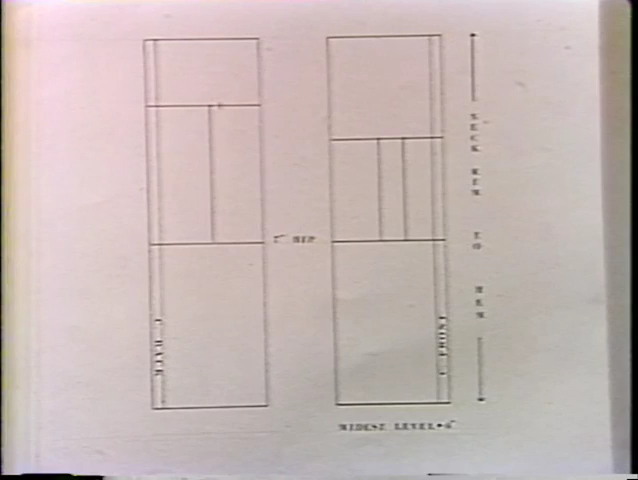 7" HIP
NECK RIM TO HEM
C BACK
C FRONT
WIDEST LEVEL+6"